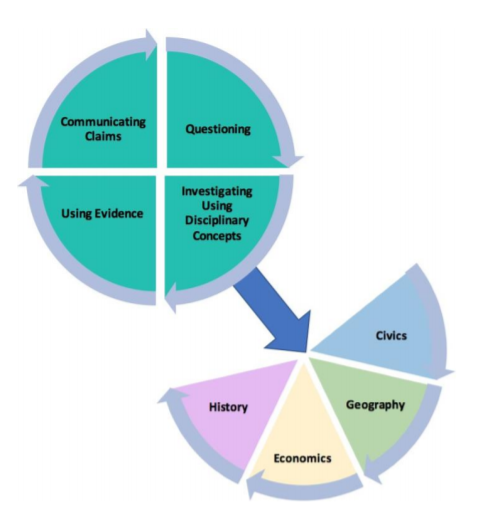 Communicating
Claims
Questioning
Using Evidence
Investigating
Using
Disciplinary
Concepts
Civics
Geography
Economics
History